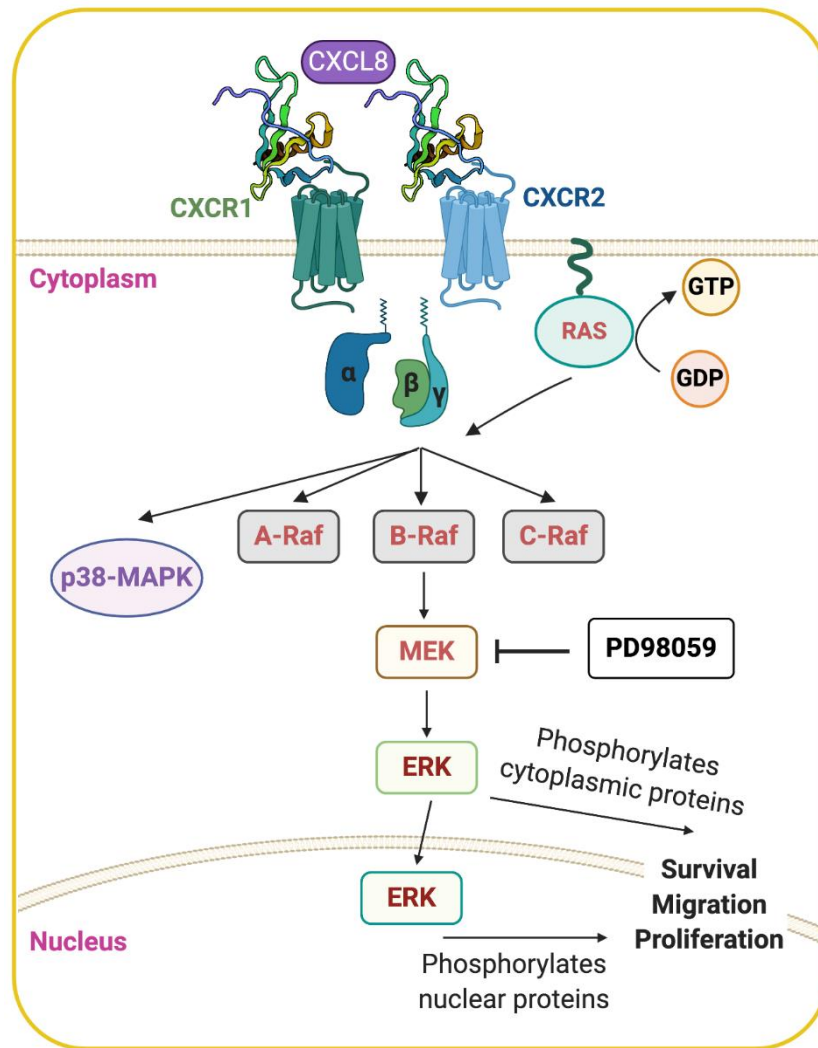 CXCL8
CXCR1
CXCR2
Cytoplasm
GTP
RAS
GDP
α
β
γ
A-Raf
B-Raf
C-Raf
p38-MAPK
MEK
PD98059
ERK
Phosphorylates
cytoplasmic proteins
ERK
Survival
Migration
Proliferation
Nucleus
Phosphorylates
nuclear proteins